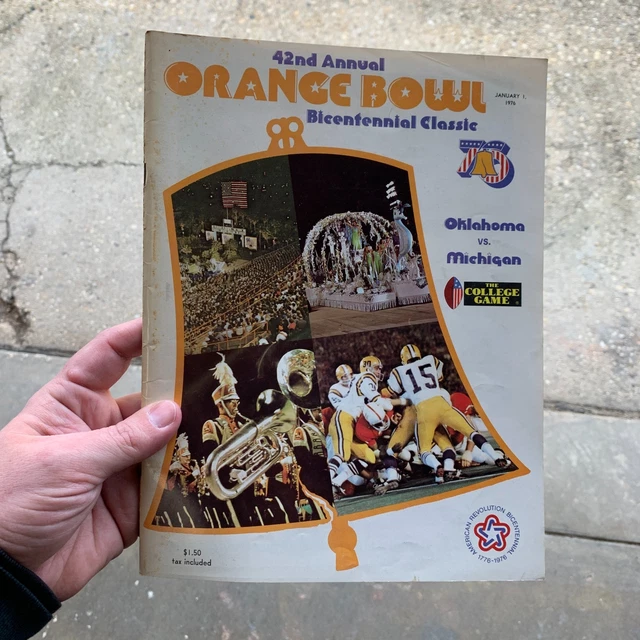 42nd Annual
ORANGE BOWL
Bicentennial Classic
JANUARY 1,
1976
76
Oklahoma
vs.
Michigan
THE
COLLEGE
GAME
15
AMERICAN REVOLUTION BICENTENNIAL
1776-1976
$1.50
tax included